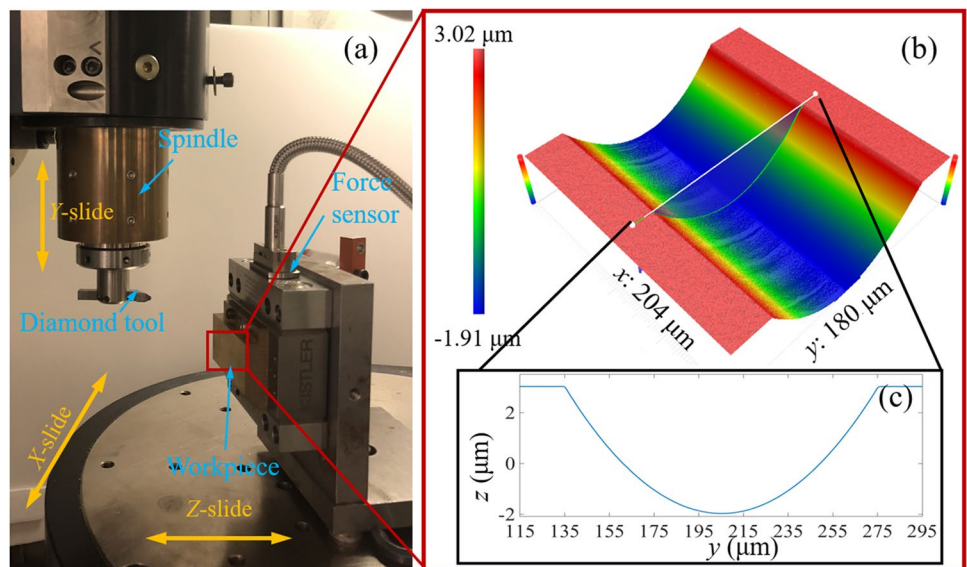 (a)
Spindle
Y-slide
Force
sensor
Diamond tool
KISTLER
Workpiece
X-slide
Z-slide
(b)
3.02 μm
-1.91 μm
x: 204 μm
y: 180 μm
(c)
z (μm)
2
0
-2
115 135 155 175 195 215 235 255 275 295
y (μm)